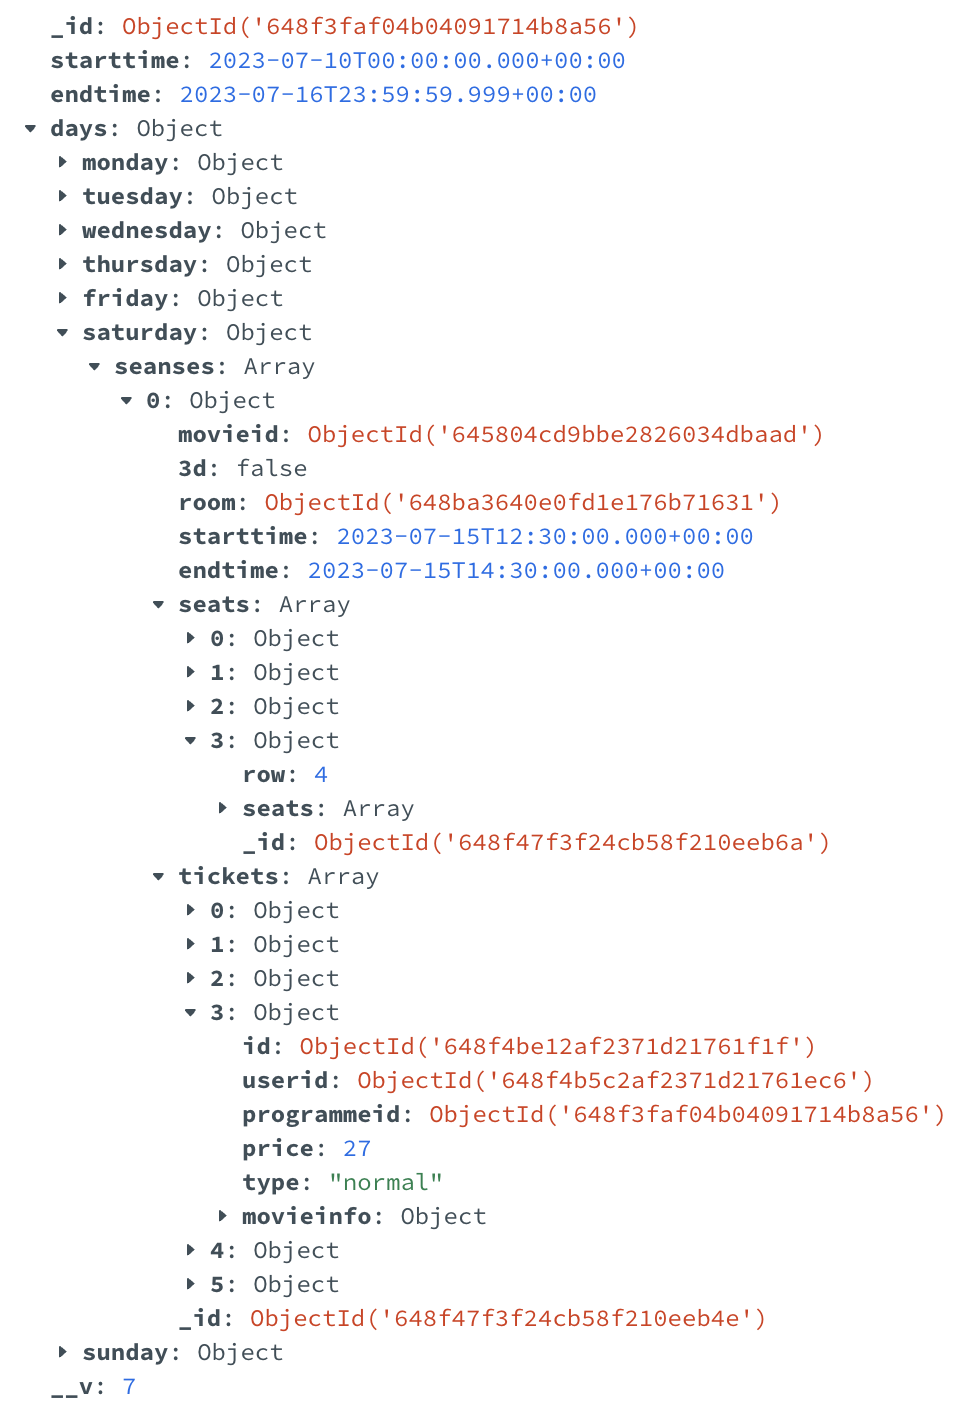 _id: ObjectId('648f3faf04b04091714b8a56')
starttime: 2023-07-10T00:00:00.000+00:00
endtime: 2023-07-16T23:59:59.999+00:00
days: Object
monday: Object
tuesday: Object
wednesday: Object
thursday: Object
friday: Object
saturday: Object
seanses: Array
0: Object
movieid: ObjectId('645804cd9bbe2826034dbaad')
3d: false
room: ObjectId('648ba3640e0fd1e176b71631')
starttime: 2023-07-15T12:30:00.000+00:00
endtime: 2023-07-15T14:30:00.000+00:00
seats: Array
0: Object
1: Object
2: Object
3: Object
row: 4
seats: Array
_id: ObjectId('648f47f3f24cb58f210eeb6a')
tickets: Array
0: Object
1: Object
2: Object
3: Object
id: ObjectId('648f4be12af2371d21761f1f')
userid: ObjectId('648f4b5c2af2371d21761ec6')
programmeid: ObjectId('648f3faf04b04091714b8a56')
price: 27
type: "normal"
movieinfo: Object
4: Object
5: Object
_id: ObjectId('648f47f3f24cb58f210eeb4e')
sunday: Object
__v: 7